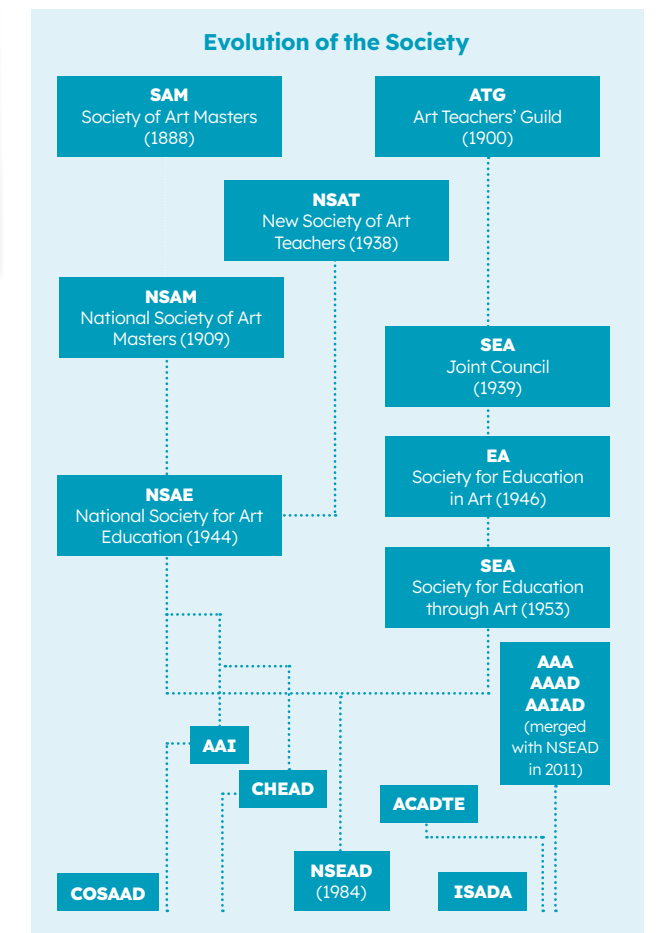 Evolution of the Society
SAM
Society of Art Masters
(1888)
ATG
Art Teachers' Guild
(1900)
NSAT
New Society of Art
Teachers (1938)
NSAM
National Society of Art
Masters (1909)
SEA
Joint Council
(1939)
EA
Society for Education
in Art (1946)
NSAE
National Society for Art
Education (1944)
SEA
Society for Education
through Art (1953)
AAA
AAAD
AAIAD
(merged
with NSEAD
in 2011)
AAI
CHEAD
ACADTE
NSEAD
(1984)
COSAAD
ISADA